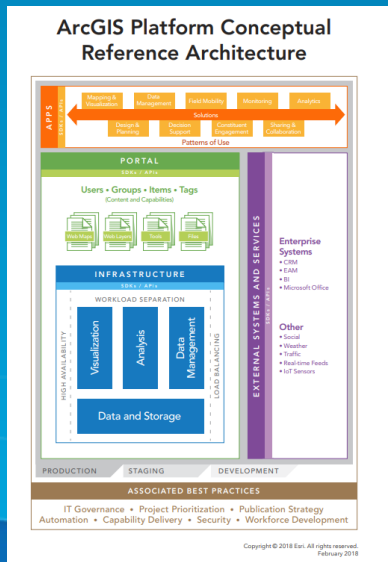 ArcGIS Platform Conceptual
Reference Architecture
APPS
SDKs / APIs
Mapping &
Visualization
Data
Management
Field Mobility
Monitoring
Analytics
Solutions
Design &
Planning
Decision
Support
Constituent
Engagement
Sharing &
Collaboration
Patterns of Use
PORTAL
SDKs / APIs
Users • Groups • Items • Tags
(Content and Capabilities)
Web Maps
Web Layers
Tools
Files
INFRASTRUCTURE
SDKs / APIs
WORKLOAD SEPARATION
HIGH AVAILABILITY
Visualization
Analysis
Data
Management
LOAD BALANCING
Data and Storage
EXTERNAL SYSTEMS AND SERVICES
SDKs / APIs
Enterprise
Systems
• CRM
• EAM
• BI
• Microsoft Office
Other
• Social
• Weather
• Traffic
• Real-time Feeds
• IoT Sensors
PRODUCTION
STAGING
DEVELOPMENT
ASSOCIATED BEST PRACTICES
IT Governance • Project Prioritization • Publication Strategy
Automation • Capability Delivery • Security • Workforce Development
Copyright © 2018 Esri. All rights reserved.
February 2018